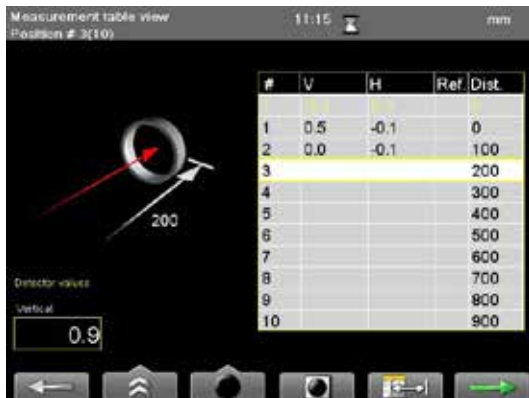 Measurement table view
11:15
mm
Position # 3(10)
# V H Ref. Dist.
1 0.5 -0.1 0
2 0.0 -0.1 100
3 200
4 300
5 400
6 500
7 600
8 700
9 800
10 900
200
Detector values
Vertical
0.9